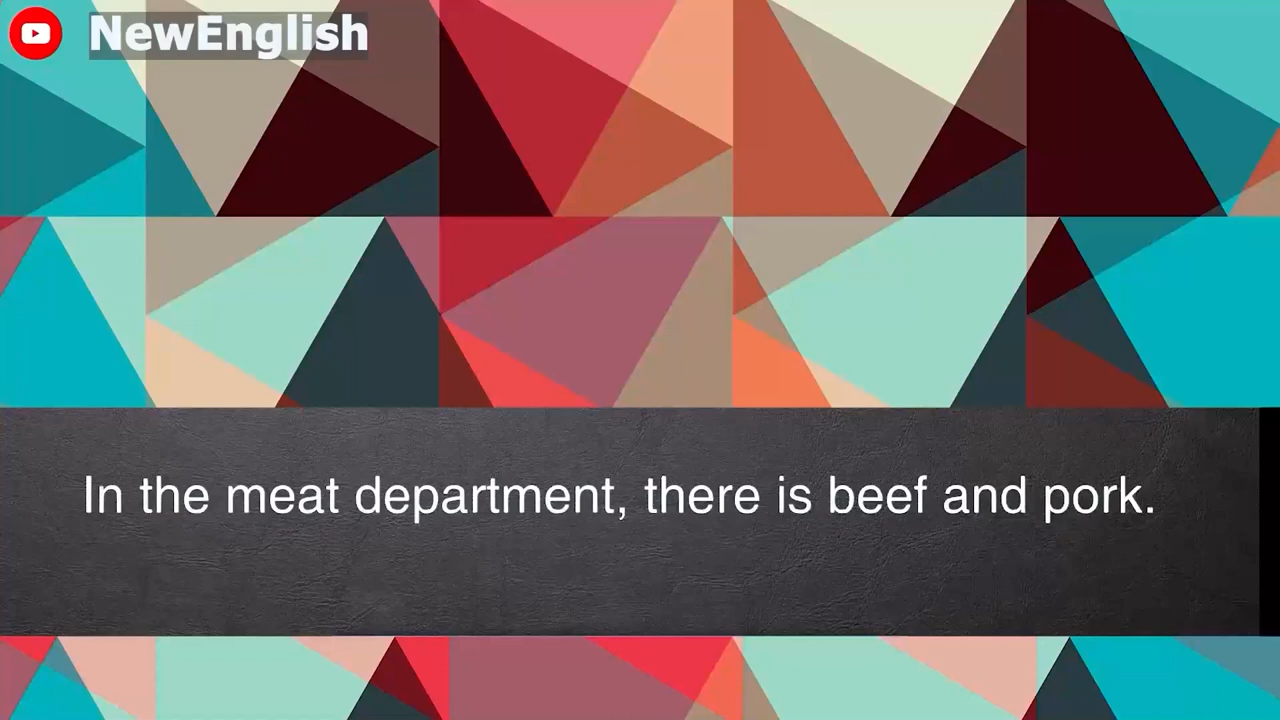 NewEnglish
In the meat department, there is beef and pork.